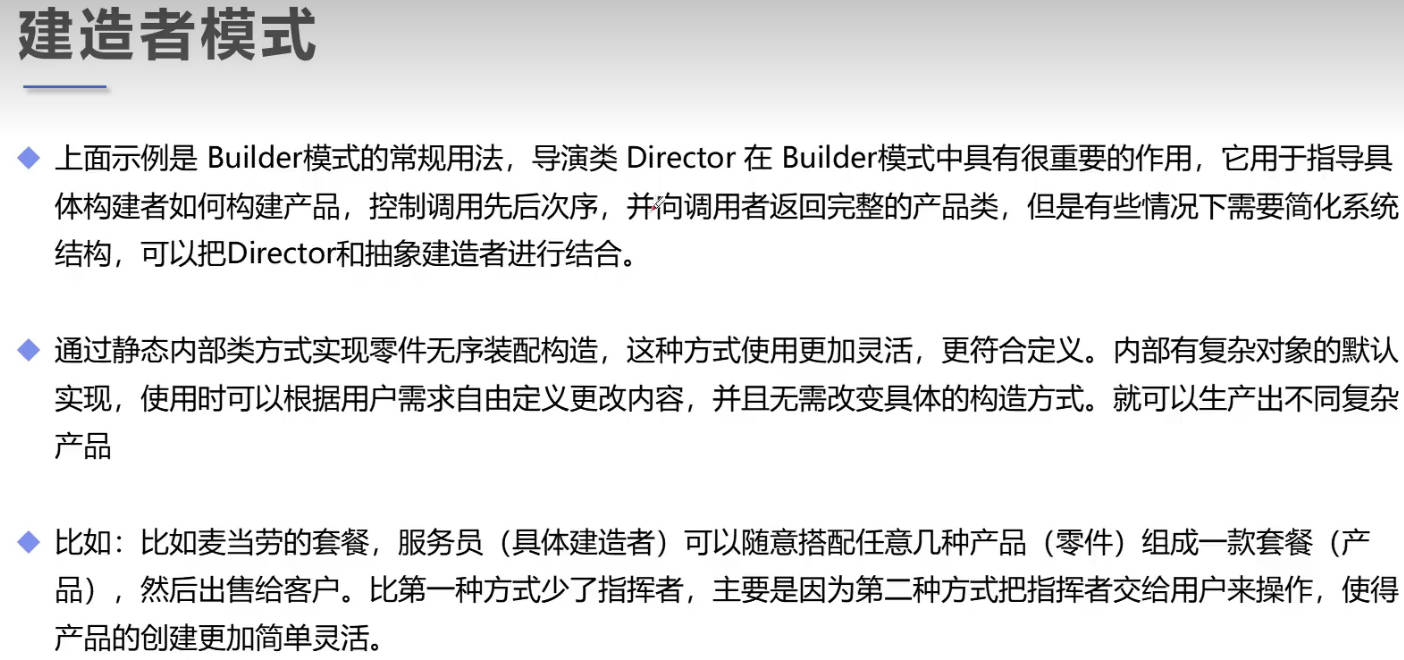 建造者模式
上面示例是 Builder模式的常规用法，导演类 Director 在 Builder模式中具有很重要的作用，它用于指导具
体构建者如何构建产品，控制调用先后次序，并向调用者返回完整的产品类，但是有些情况下需要简化系统
结构，可以把Director和抽象建造者进行结合。
通过静态内部类方式实现零件无序装配构造，这种方式使用更加灵活，更符合定义。内部有复杂对象的默认
实现，使用时可以根据用户需求自由定义更改内容，并且无需改变具体的构造方式。就可以生产出不同复杂
产品
比如：比如麦当劳的套餐，服务员（具体建造者）可以随意搭配任意几种产品（零件）组成一款套餐（产
品），然后出售给客户。比第一种方式少了指挥者，主要是因为第二种方式把指挥者交给用户来操作，使得
产品的创建更加简单灵活。